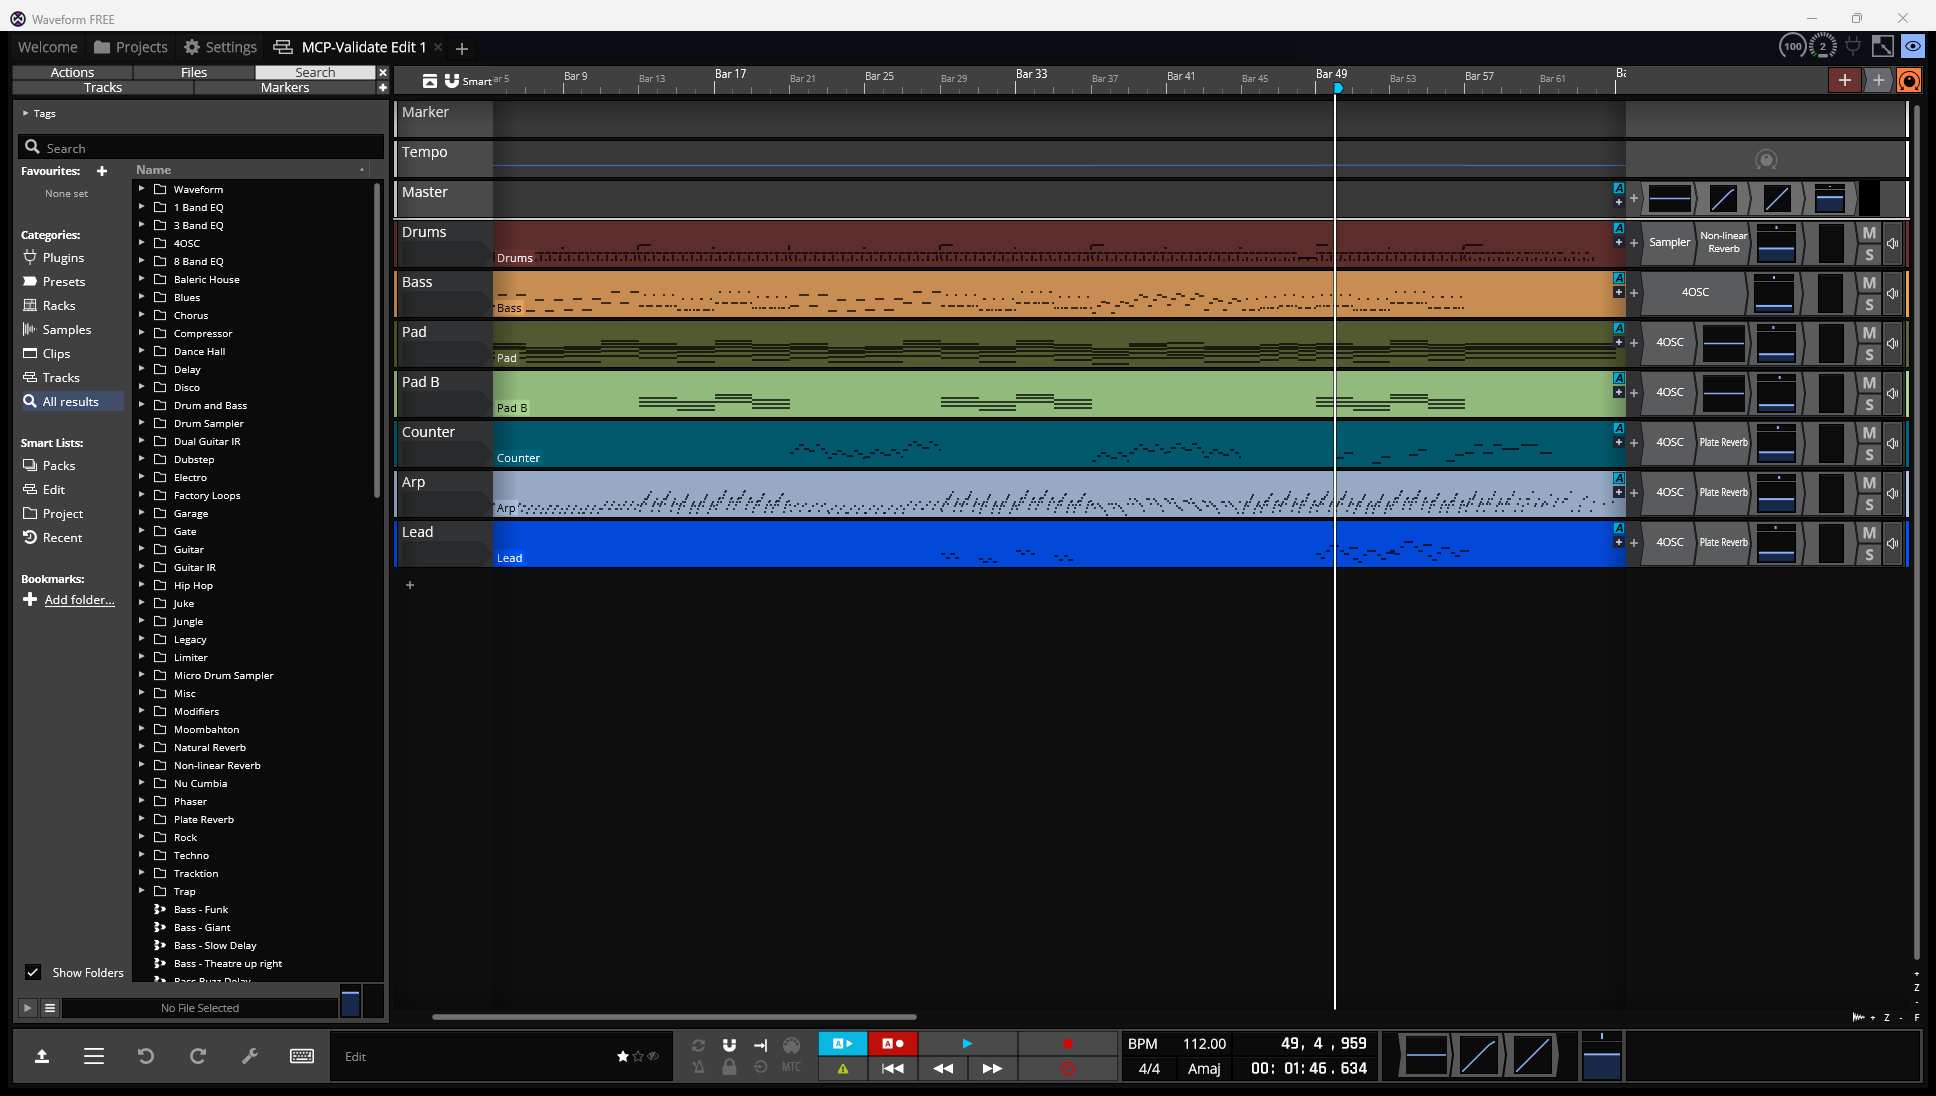 Waveform FREE
Welcome
Projects
Settings
MCP-Validate Edit 1
100
2
Actions
Files
Search
Tracks
Markers
Tags
Search
Favourites:
None set
Categories:
Plugins
Presets
Racks
Samples
Clips
Tracks
All results
Smart Lists:
Packs
Edit
Project
Recent
Bookmarks:
Add folder...
Show Folders
No File Selected
Name
Waveform
1 Band EQ
3 Band EQ
4OSC
8 Band EQ
Baleric House
Blues
Chorus
Compressor
Dance Hall
Delay
Disco
Drum and Bass
Drum Sampler
Dual Guitar IR
Dubstep
Electro
Factory Loops
Garage
Gate
Guitar
Guitar IR
Hip Hop
Juke
Jungle
Legacy
Limiter
Micro Drum Sampler
Misc
Modifiers
Moombahton
Natural Reverb
Non-linear Reverb
Nu Cumbia
Phaser
Plate Reverb
Rock
Techno
Tracktion
Trap
Bass - Funk
Bass - Giant
Bass - Slow Delay
Bass - Theatre up right
Bass Buzz Delay
Smart
ar 5
Bar 9
Bar 13
Bar 17
Bar 21
Bar 25
Bar 29
Bar 33
Bar 37
Bar 41
Bar 45
Bar 49
Bar 53
Bar 57
Bar 61
Marker
Tempo
Master
A
Drums
Drums
A
Sampler
Non-linear
Reverb
M
S
Bass
Bass
A
4OSC
M
S
Pad
Pad
A
4OSC
M
S
Pad B
Pad B
A
4OSC
M
S
Counter
Counter
A
4OSC
Plate Reverb
M
S
Arp
Arp
A
4OSC
Plate Reverb
M
S
Lead
Lead
A
4OSC
Plate Reverb
M
S
Z
Z
F
Edit
MTC
A
A
BPM
112.00
4/4
Amaj
49, 4 , 959
00: 01: 46 . 634